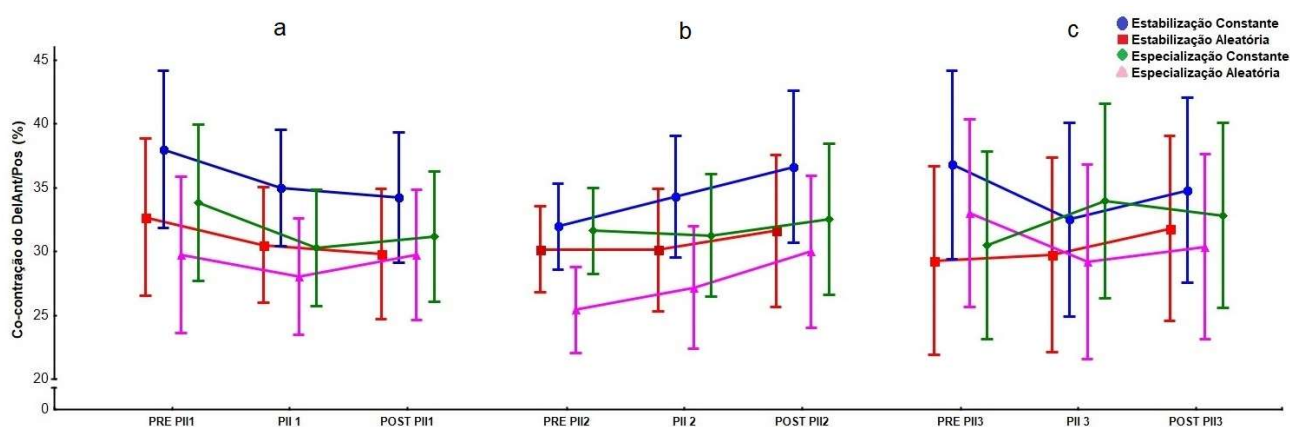 a
b
c
Estabilização Constante
Estabilização Aleatória
Especialização Constante
Especialização Aleatória
Co-contração do DelAnt/Pos (%)
45
40
35
30
25
20
0
PRE PII1
PII 1
POST PII1
PRE PII2
PII 2
POST PII2
PRE PII3
PII 3
POST PII3